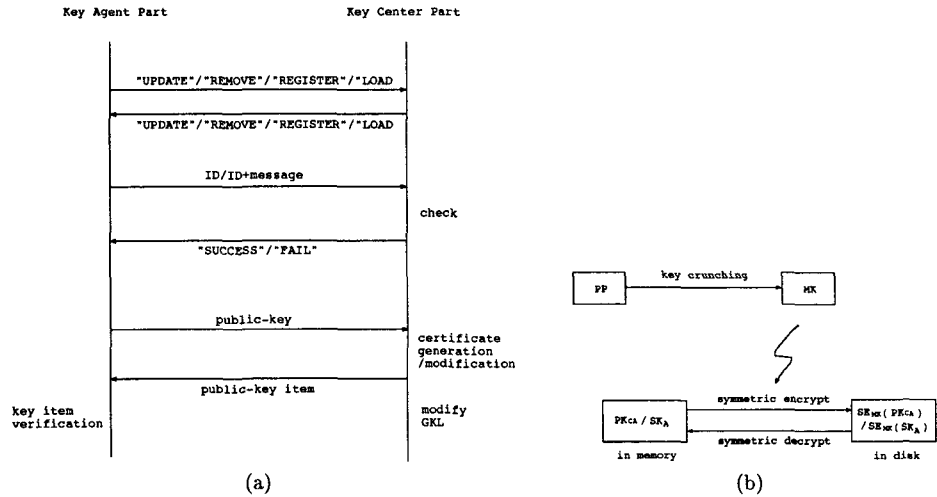 Key Agent Part
Key Center Part
"UPDATE"/"REMOVE"/"REGISTER"/"LOAD
"UPDATE"/"REMOVE"/"REGISTER"/"LOAD
ID/ID+message
check
"SUCCESS"/"FAIL"
public-key
certificate
generation
/modification
public-key item
key item
verification
modify
GKL
(a)
key crunching
PP
MK
symmetric encrypt
PKCA/SKA
SEMK(PKCA)
/SEMK(SKA)
symmetric decrypt
in memory
in disk
(b)